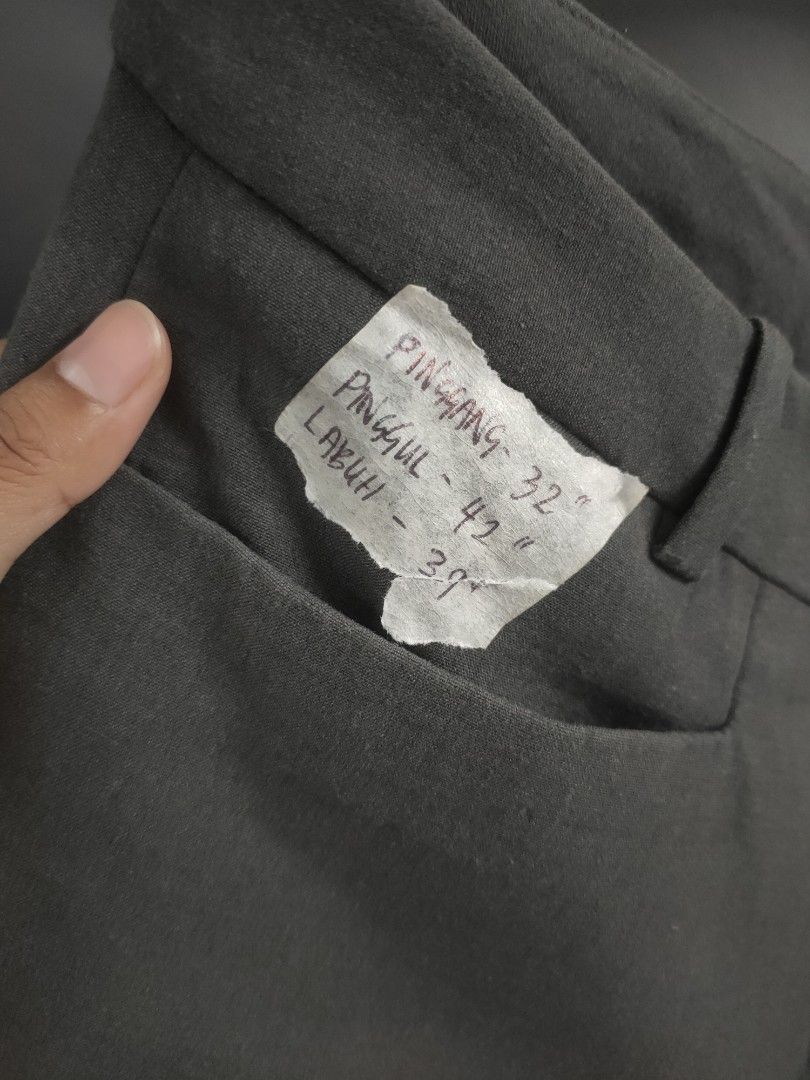 PINGGANG - 32"
PINGGUL - 42"
LABUH - 39"